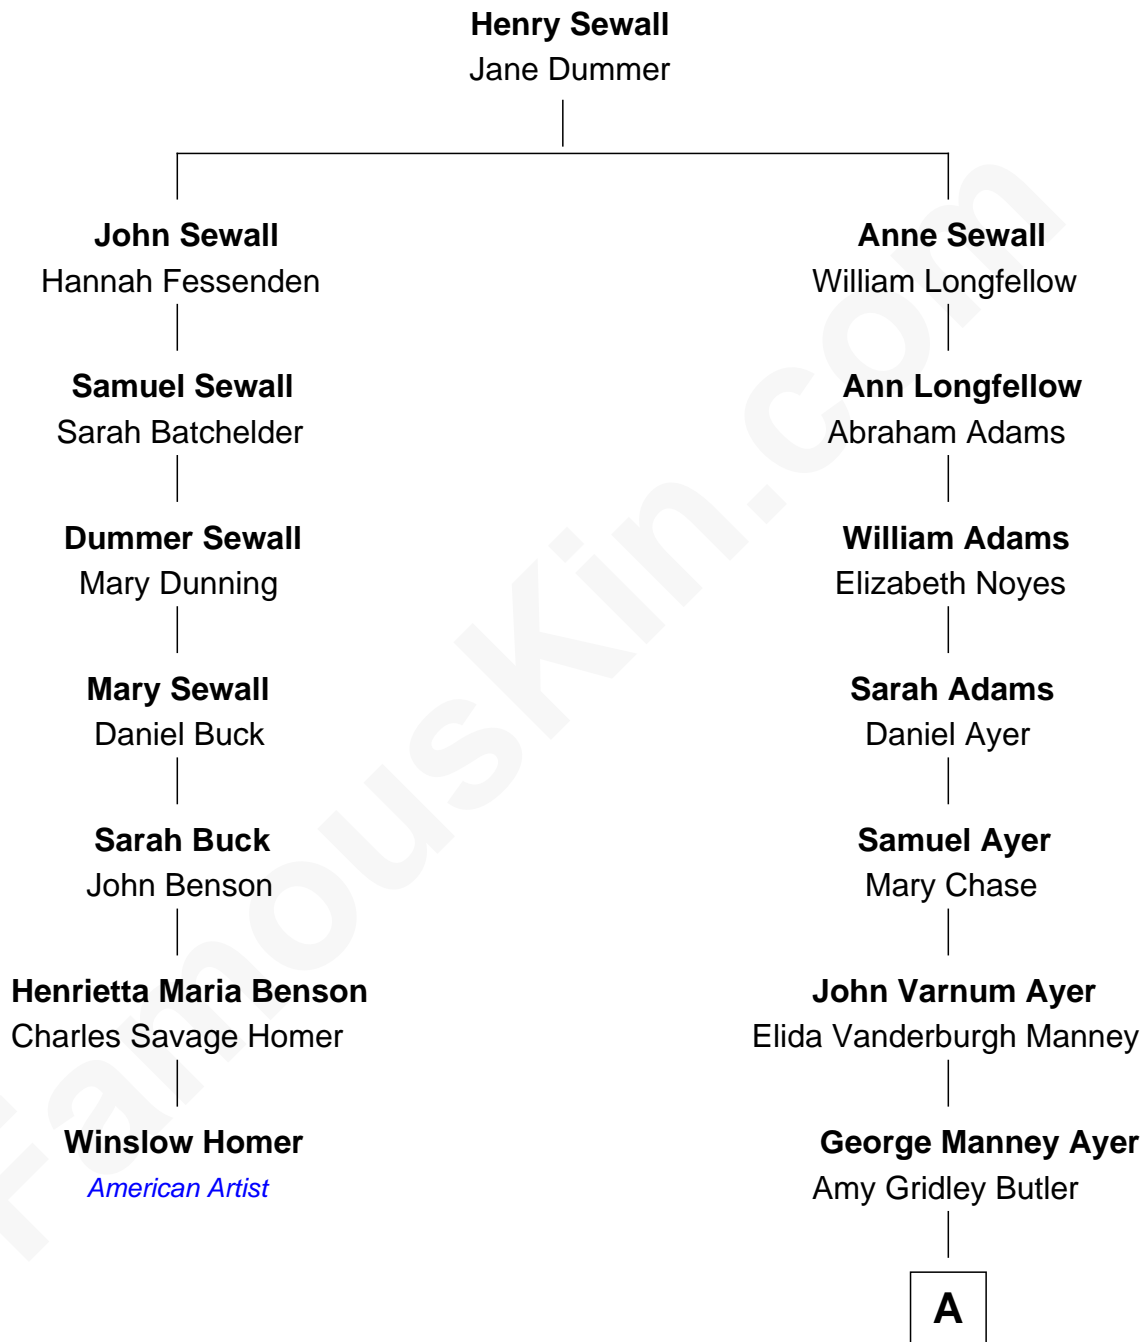 Henry Sewall
Jane Dummer
John Sewall
Hannah Fessenden
Anne Sewall
William Longfellow
Samuel Sewall
Sarah Batchelder
Ann Longfellow
Abraham Adams
Dummer Sewall
Mary Dunning
William Adams
Elizabeth Noyes
Mary Sewall
Daniel Buck
Sarah Adams
Daniel Ayer
Sarah Buck
John Benson
Samuel Ayer
Mary Chase
Henrietta Maria Benson
Charles Savage Homer
John Varnum Ayer
Elida Vanderburgh Manney
Winslow Homer
American Artist
George Manney Ayer
Amy Gridley Butler
A
FamousKin.com